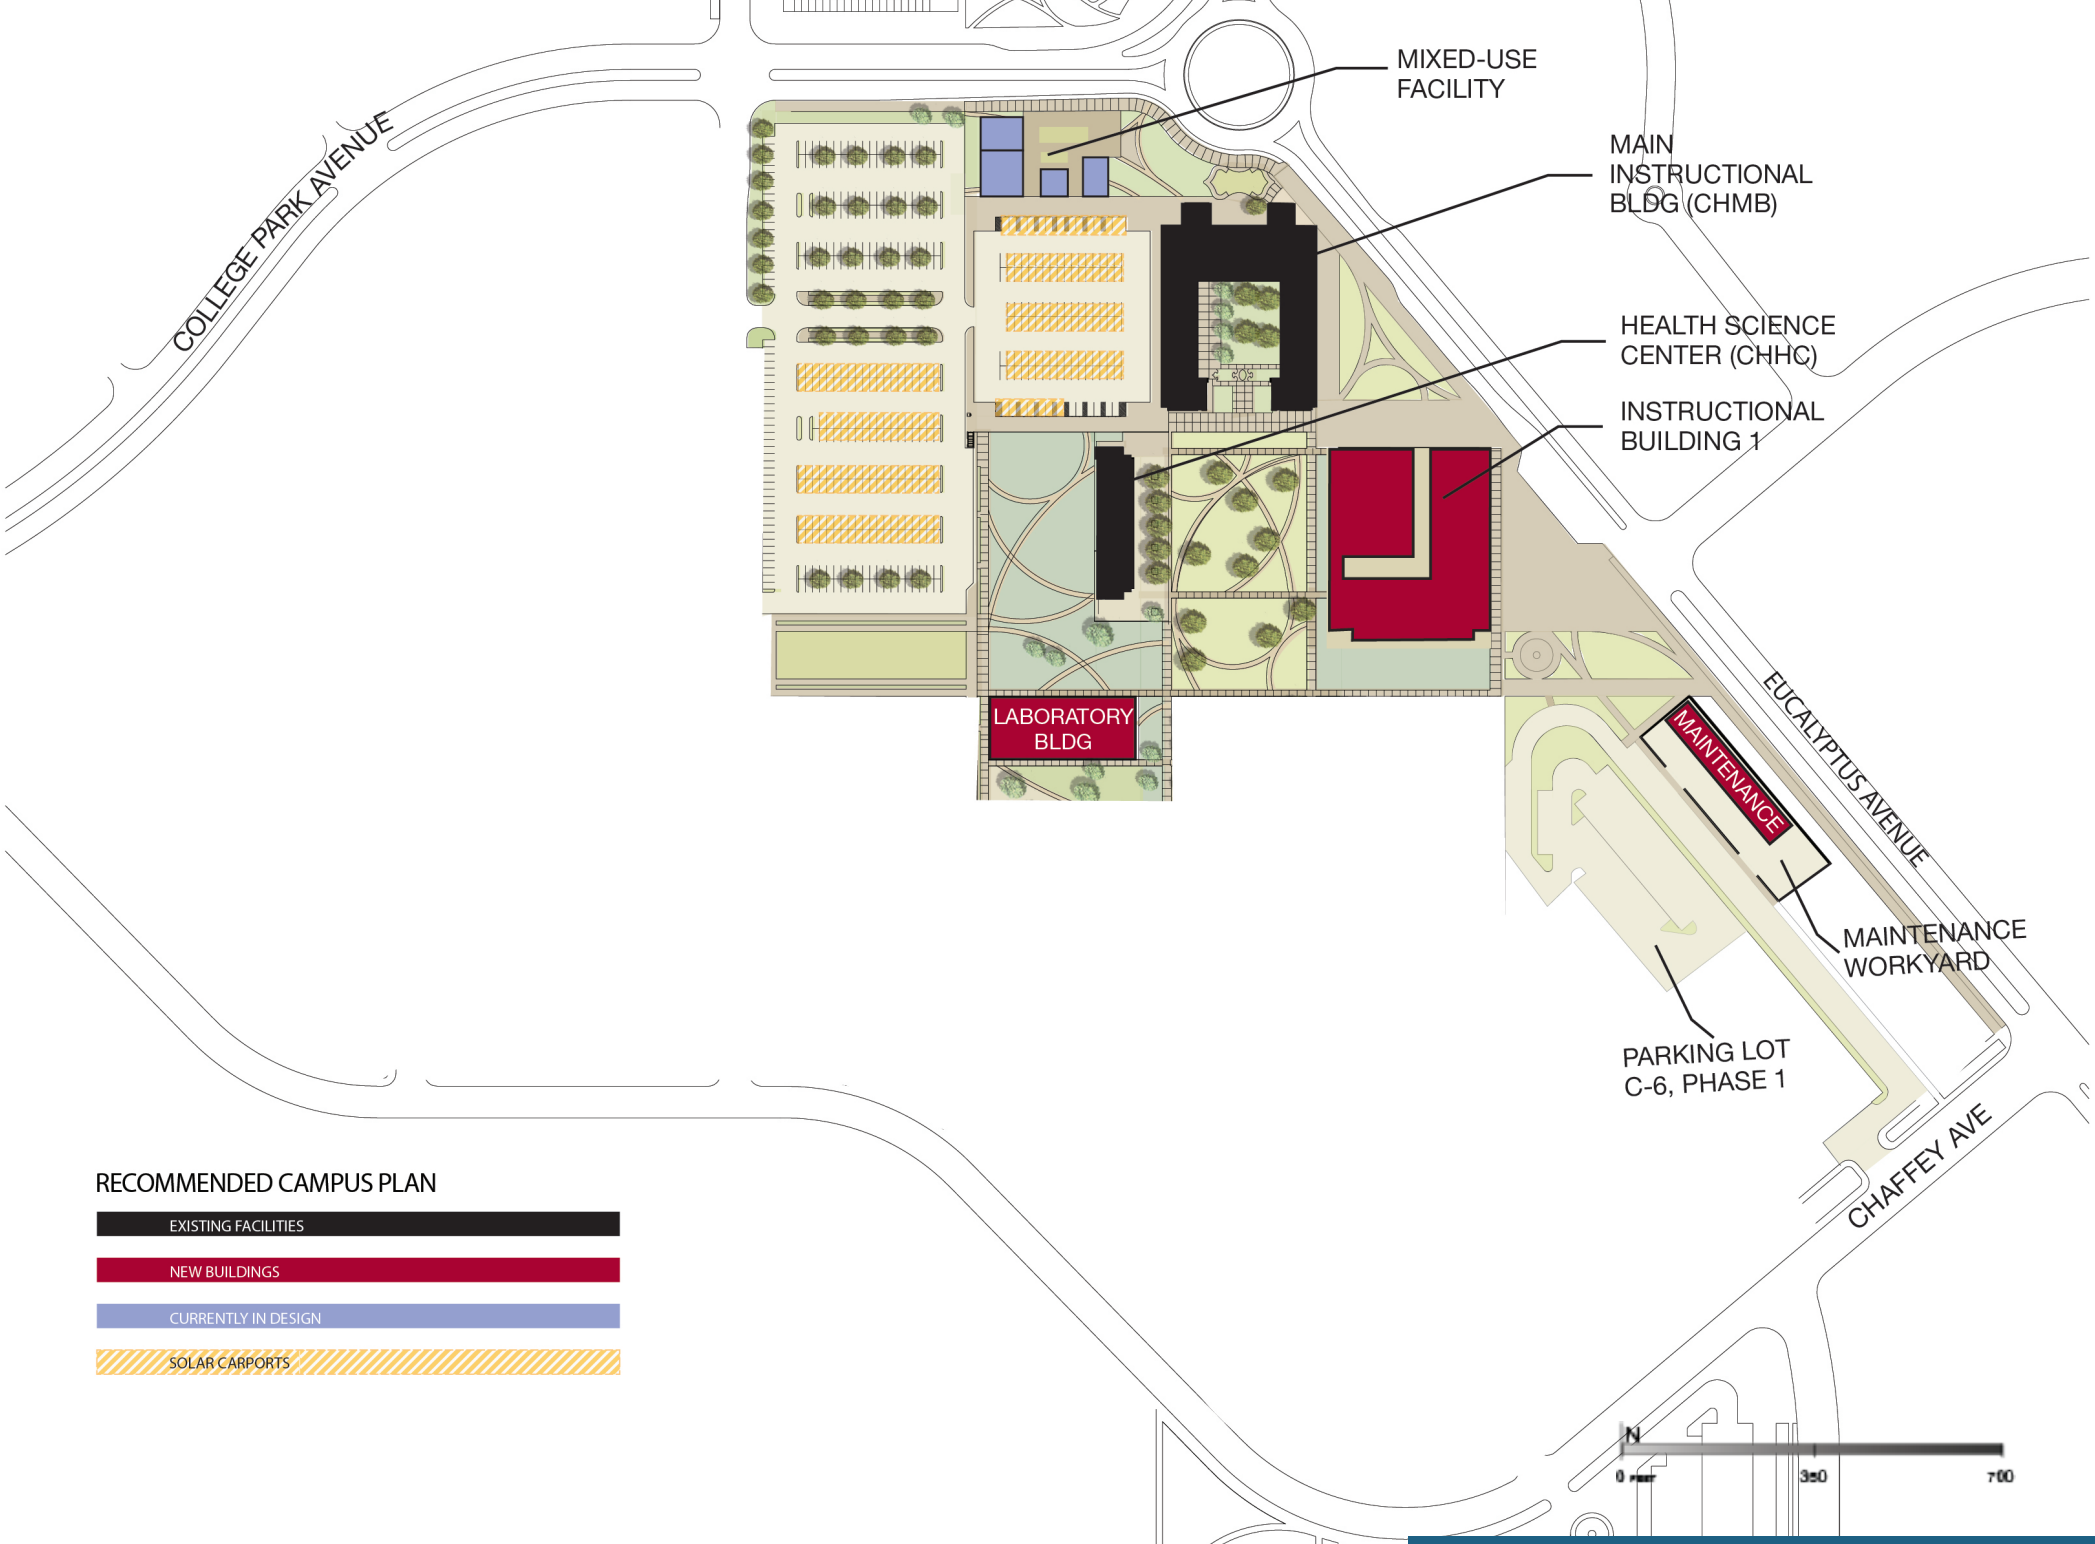 MIXED-USE
FACILITY
MAIN
INSTRUCTIONAL
BLDG (CHMB)
COLLEGE PARK AVENUE
HEALTH SCIENCE
CENTER (CHHC)
INSTRUCTIONAL
BUILDING 1
LABORATORY
BLDG
MAINTENANCE
EUCALYPTUS AVENUE
MAINTENANCE
WORKYARD
PARKING LOT
C-6, PHASE 1
CHAFFEY AVE
RECOMMENDED CAMPUS PLAN
EXISTING FACILITIES
NEW BUILDINGS
CURRENTLY IN DESIGN
SOLAR CARPORTS
N
0 FEET 350 700